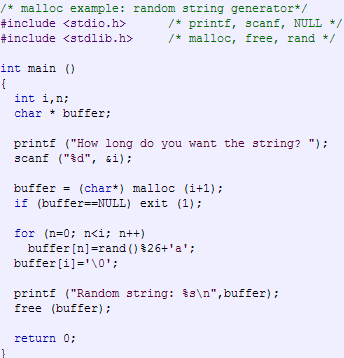 /* malloc example: random string generator*/
#include <stdio.h>      /* printf, scanf, NULL */
#include <stdlib.h>     /* malloc, free, rand */

int main ()
{
  int i,n;
  char * buffer;

  printf ("How long do you want the string? ");
  scanf ("%d", &i);

  buffer = (char*) malloc (i+1);
  if (buffer==NULL) exit (1);

  for (n=0; n<i; n++)
    buffer[n]=rand()%26+'a';
  buffer[i]='\0';

  printf ("Random string: %s\n",buffer);
  free (buffer);

  return 0;
}